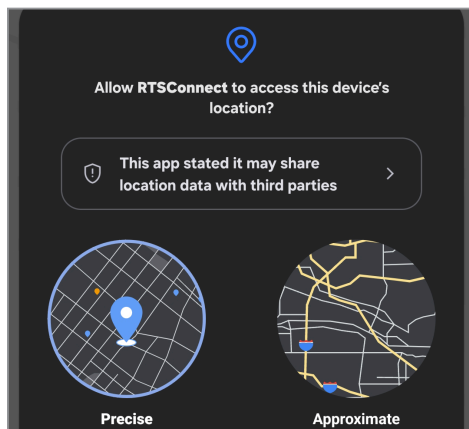 Allow RTSConnect to access this device's
location?
This app stated it may share
location data with third parties
Precise
Approximate